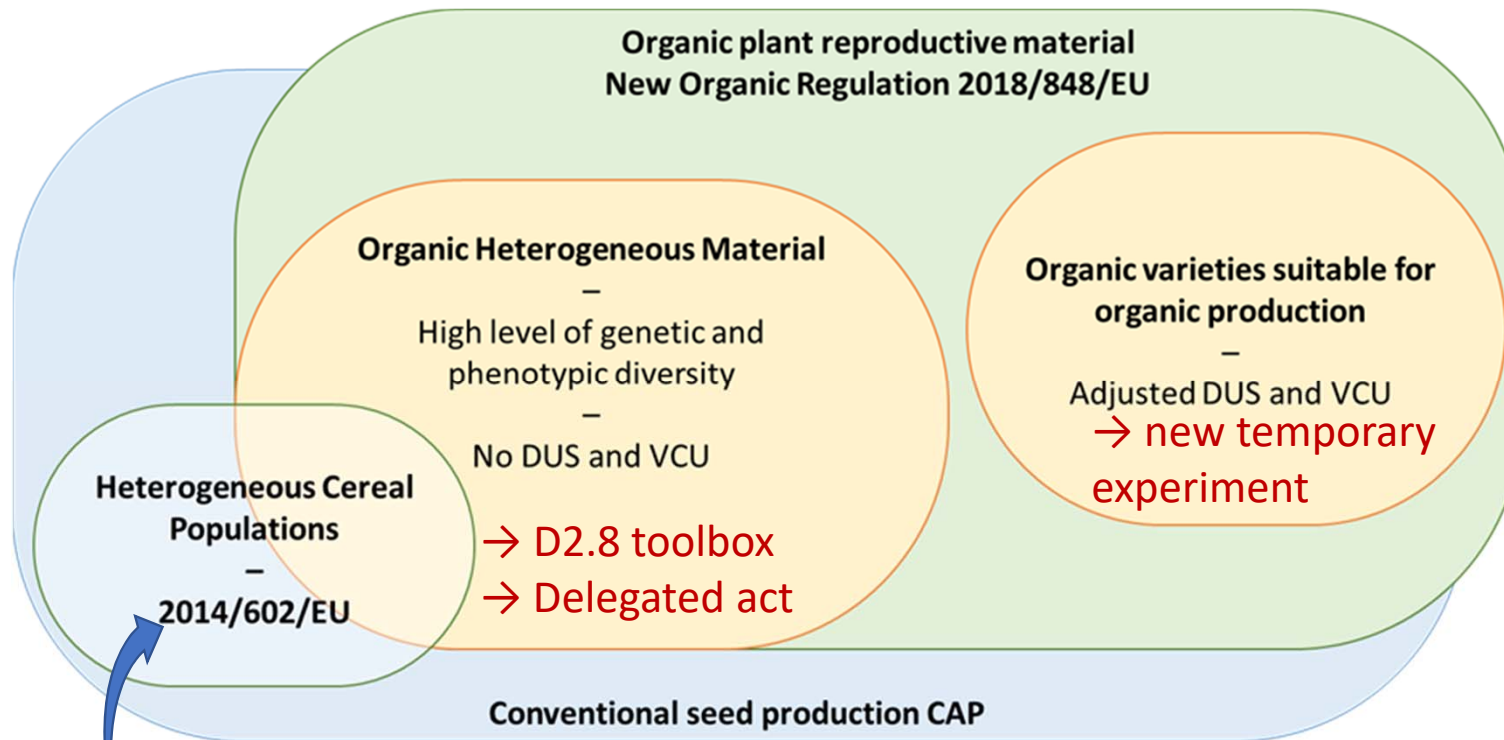 Organic plant reproductive material
New Organic Regulation 2018/848/EU
Organic Heterogeneous Material
–
High level of genetic and
phenotypic diversity
–
No DUS and VCU
→ D2.8 toolbox
→ Delegated act
Organic varieties suitable for
organic production
–
Adjusted DUS and VCU
→ new temporary
experiment
Heterogeneous Cereal
Populations
–
2014/602/EU
Conventional seed production CAP